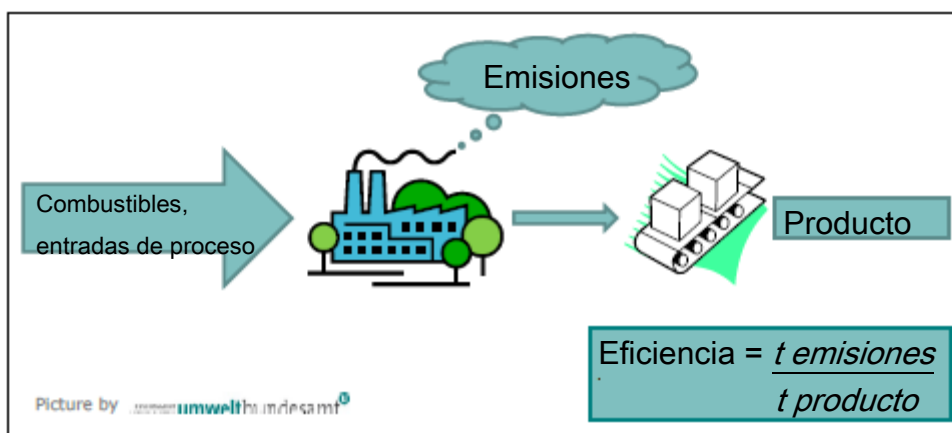 Emisiones
Combustibles,
entradas de proceso
Producto
Eficiencia = t emisiones
t producto
Picture by umweltbundesamt